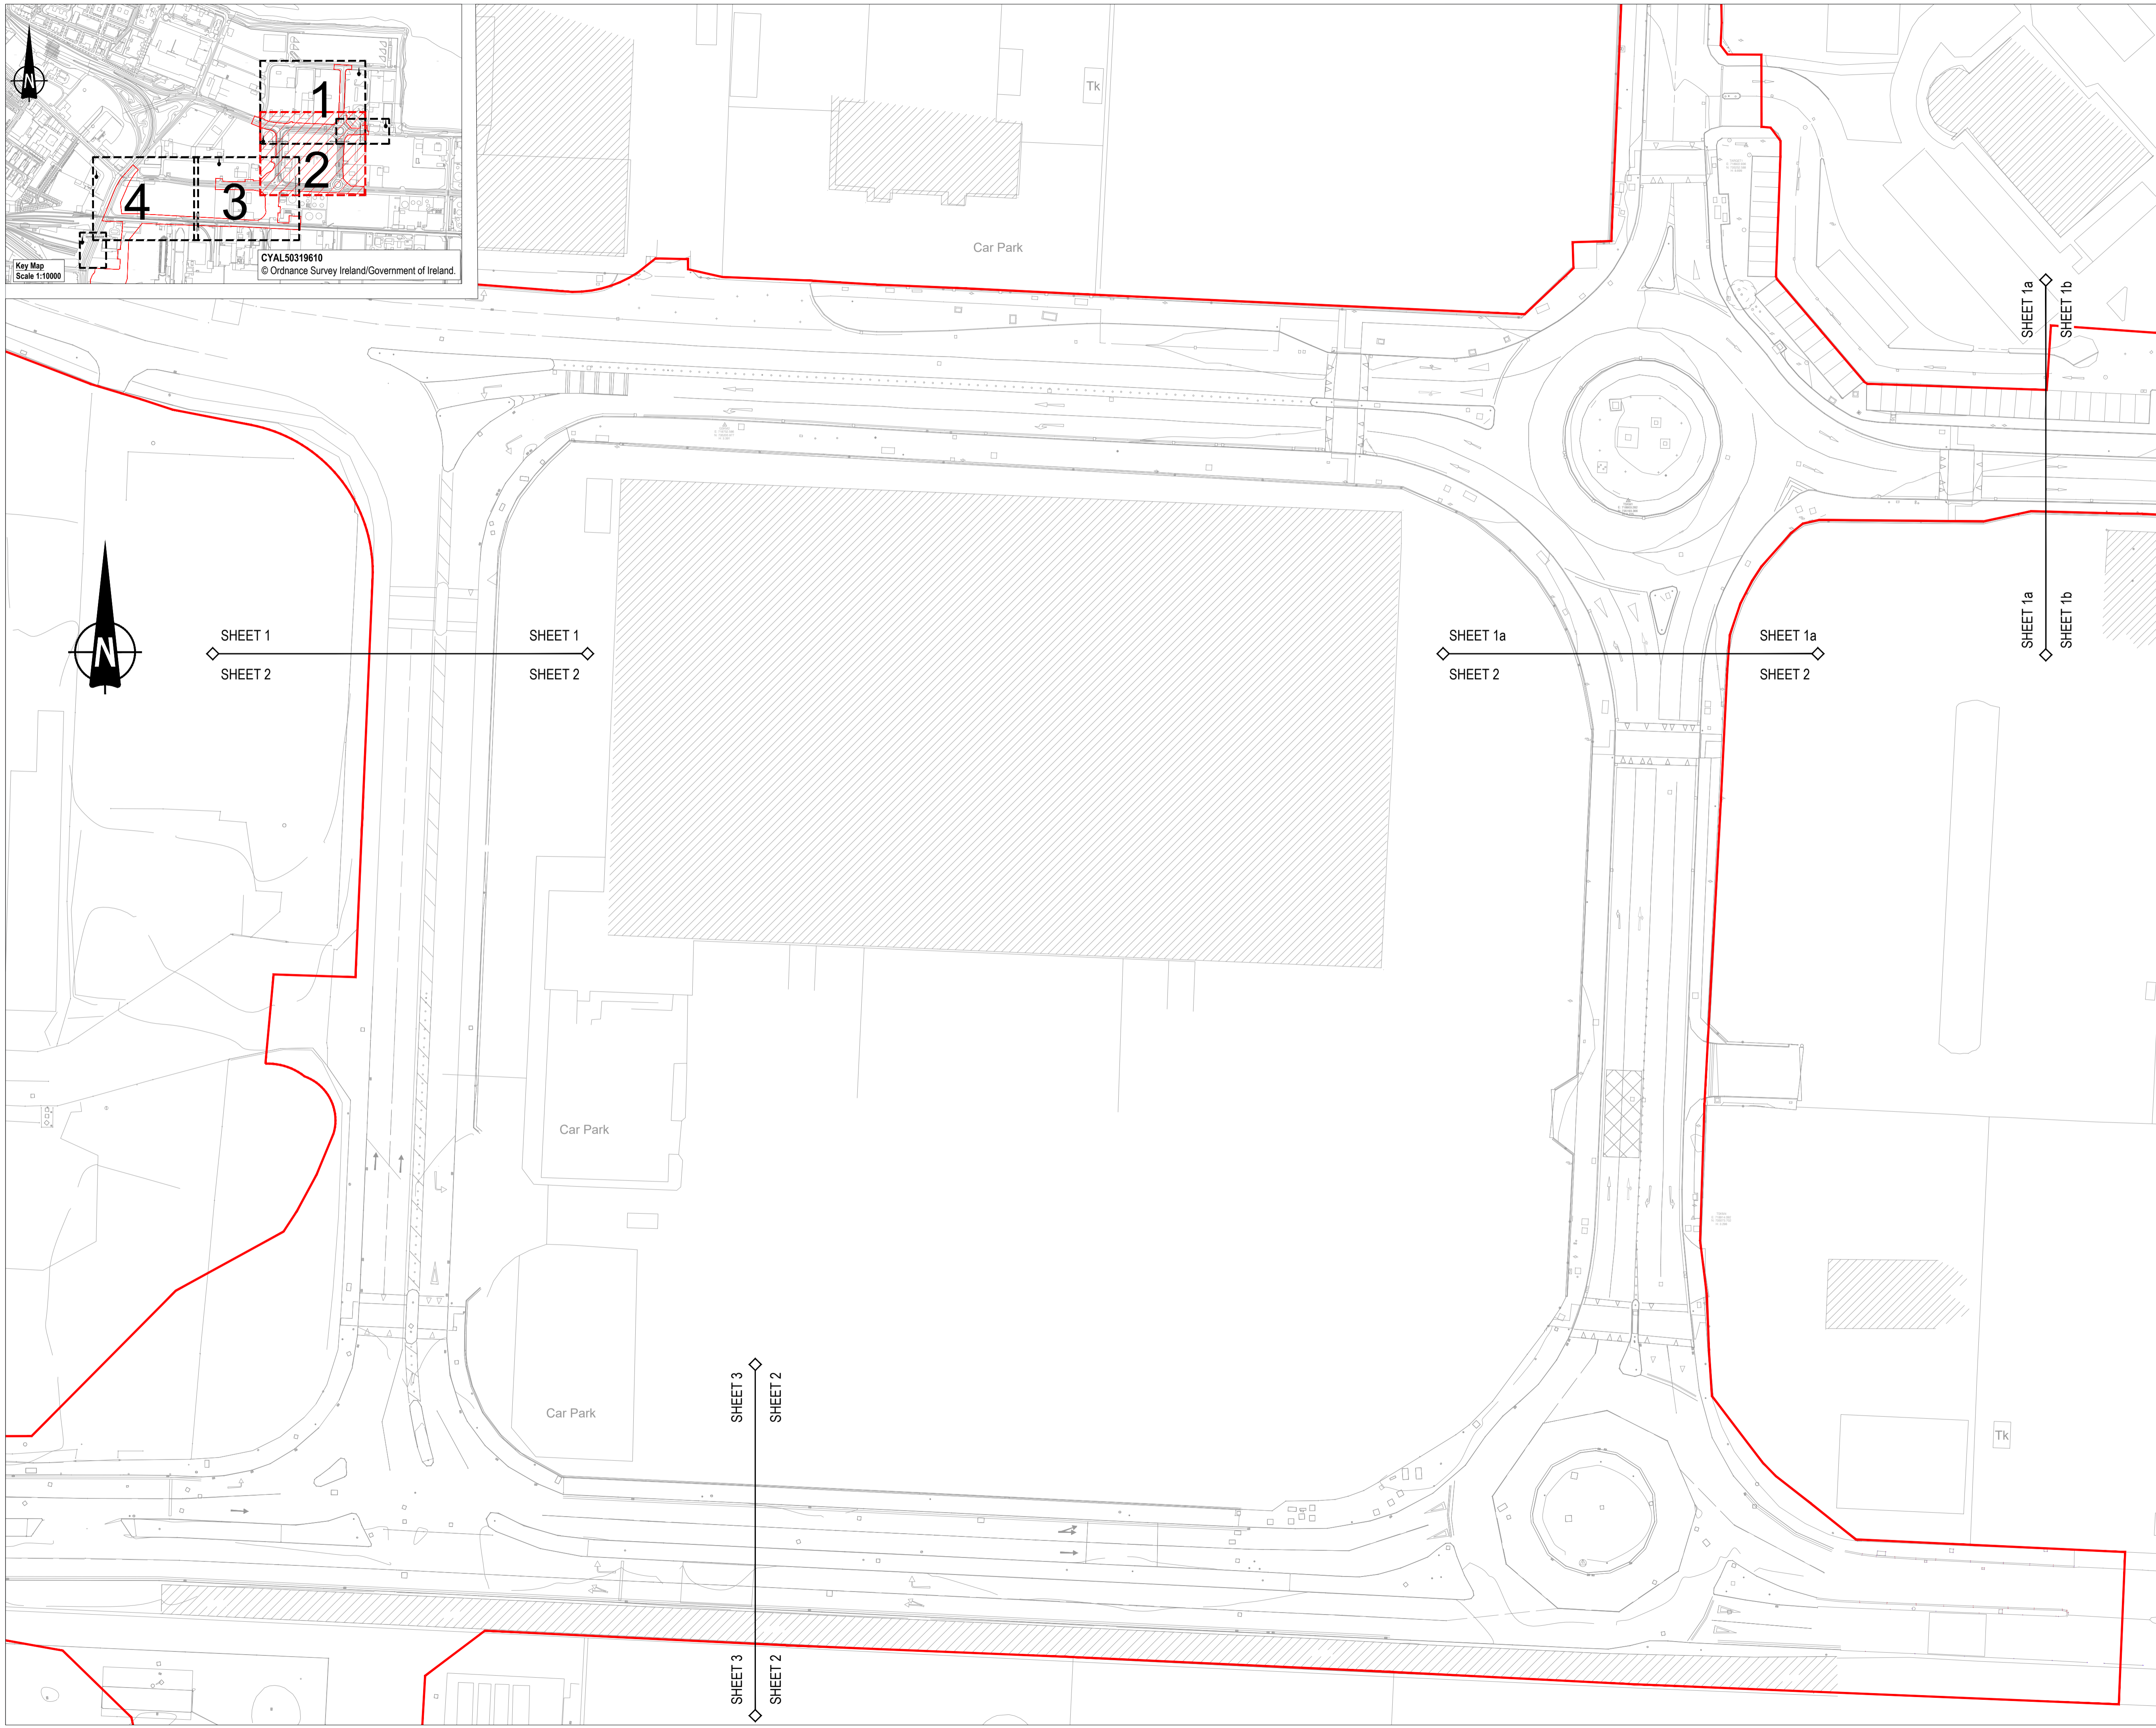 N
1
2
3
4
Key Map
Scale 1:10000
CYAL50319610
© Ordnance Survey Ireland/Government of Ireland.
Tk
Car Park
SHEET 1a
SHEET 1b
N
SHEET 1
SHEET 2
SHEET 1
SHEET 2
SHEET 1a
SHEET 2
SHEET 1a
SHEET 2
SHEET 1a
SHEET 1b
Car Park
Car Park
SHEET 3
SHEET 2
Tk
SHEET 3
SHEET 2